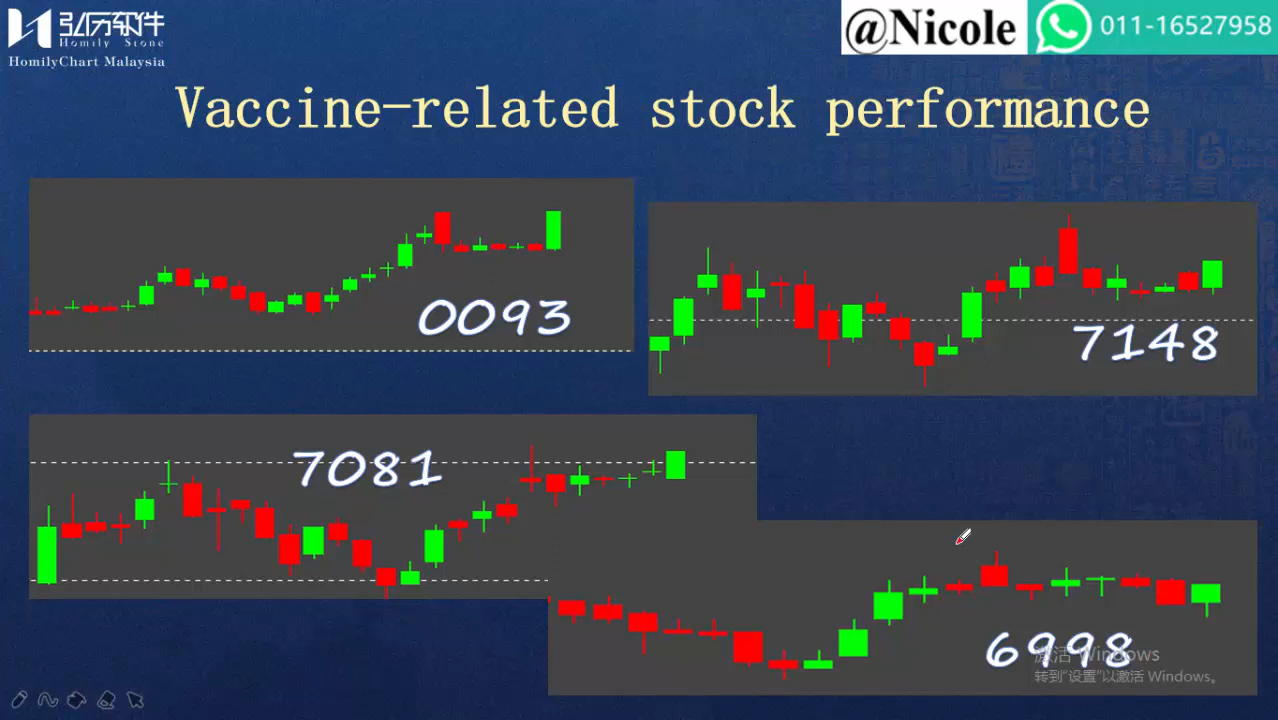 弘历软件
Homily Stone
HomilyChart Malaysia
@Nicole
011-16527958
Vaccine-related stock performance
0093
7148
7081
6998
激活 Windows
转到“设置”以激活 Windows。